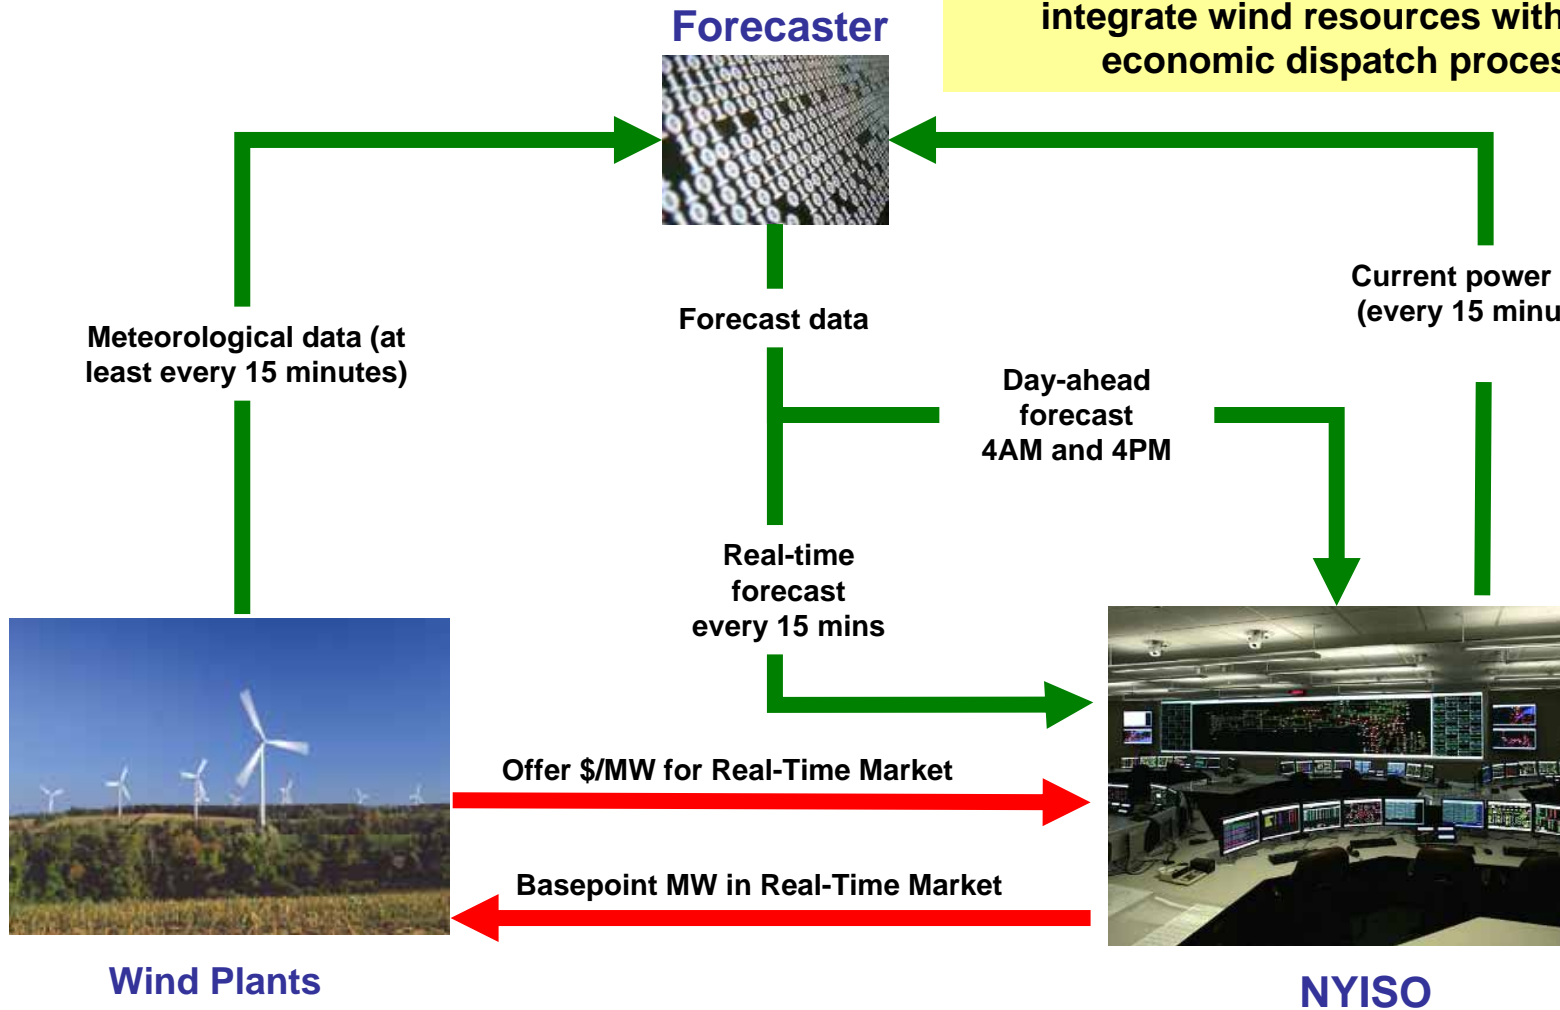 Forecaster
integrate wind resources with
economic dispatch
Current power
(every 15
Forecast data
Meteorological data (at
least every 15 minutes)
Day-ahead
forecast
4AM and 4PM
Real-time
forecast
every 15 mins
Offer $/MW for Real-Time Market
Basepoint MW in Real-Time Market
Wind Plants
NYISO